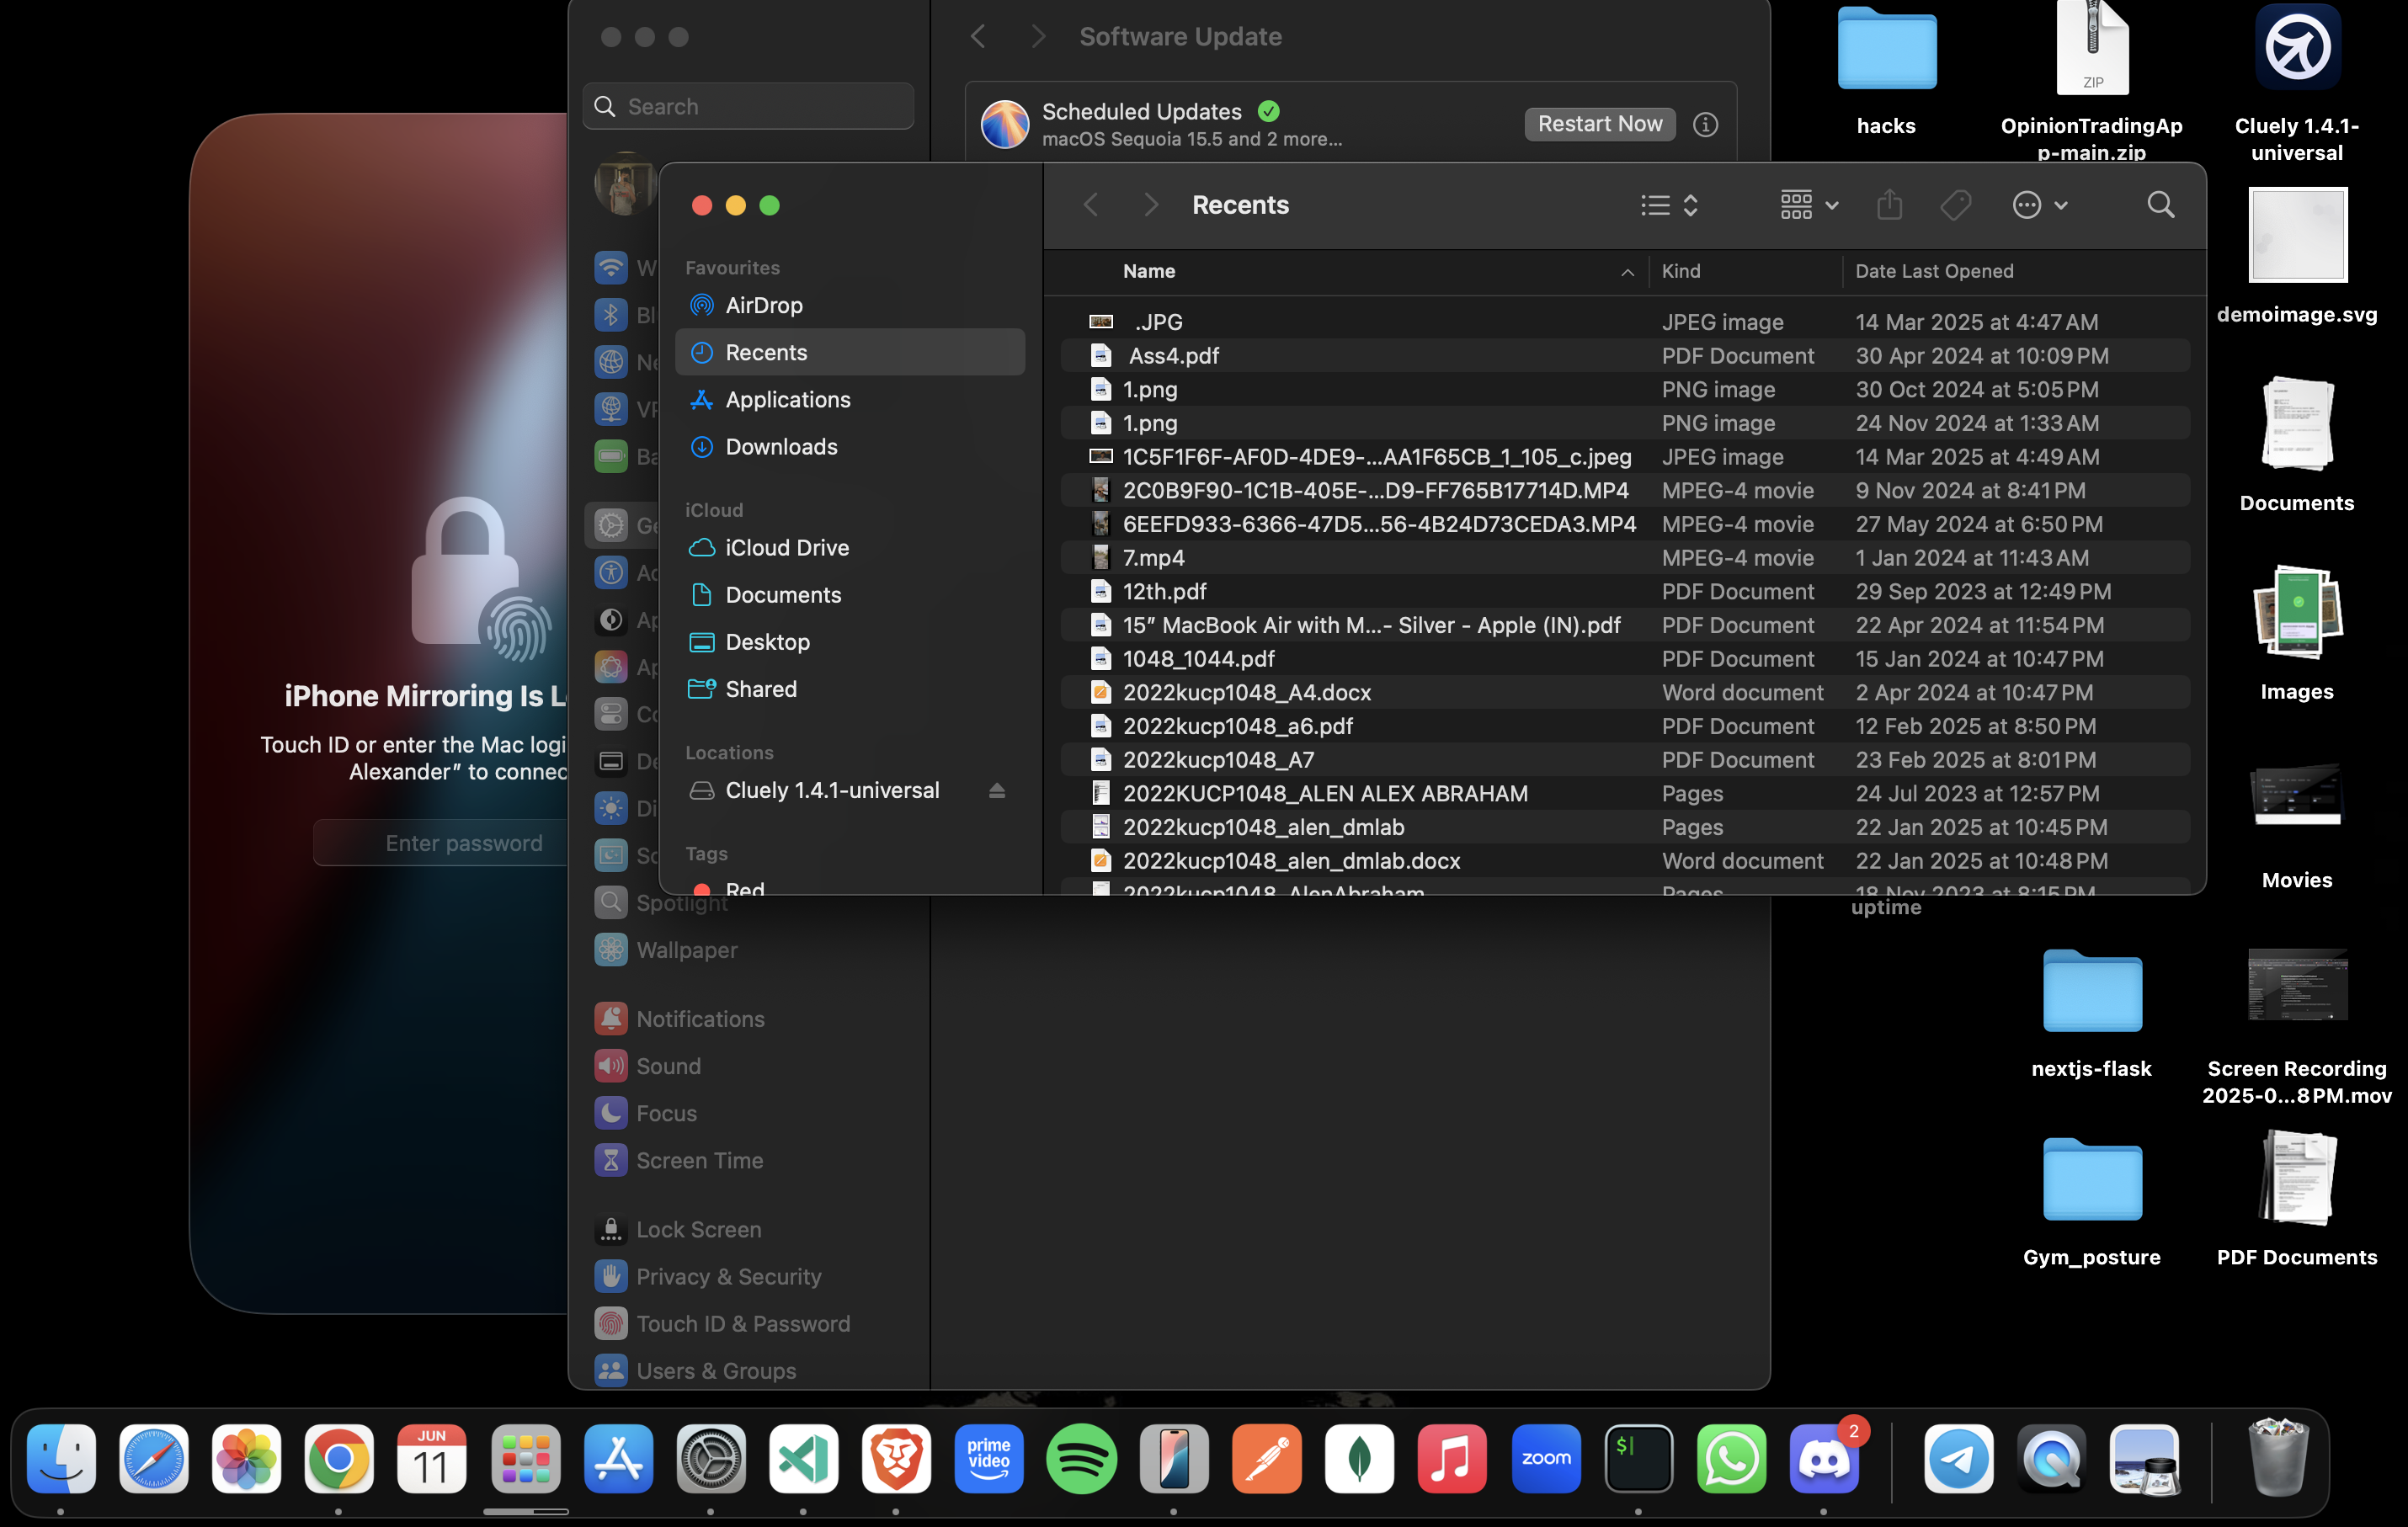 Software Update
Search
Scheduled Updates
macOS Sequoia 15.5 and 2 more...
Restart Now
hacks
ZIP
OpinionTradingAp
p-main.zip
Cluely 1.4.1-
universal
demoimage.svg
Documents
Images
Movies
uptime
nextjs-flask
Screen Recording
2025-0...8 PM.mov
Gym_posture
PDF Documents
iPhone Mirroring Is L
Touch ID or enter the Mac logi
Alexander" to connec
Enter password
W
Bl
Ne
VP
Ba
Ge
Ac
Ap
Ap
Co
De
Di
Sc
Spotlight
Wallpaper
Notifications
Sound
Focus
Screen Time
Lock Screen
Privacy & Security
Touch ID & Password
Users & Groups
Favourites
AirDrop
Recents
Applications
Downloads
iCloud
iCloud Drive
Documents
Desktop
Shared
Locations
Cluely 1.4.1-universal
Tags
Red
Recents
Name Kind Date Last Opened
.JPG JPEG image 14 Mar 2025 at 4:47 AM
Ass4.pdf PDF Document 30 Apr 2024 at 10:09 PM
1.png PNG image 30 Oct 2024 at 5:05 PM
1.png PNG image 24 Nov 2024 at 1:33 AM
1C5F1F6F-AF0D-4DE9-...AA1F65CB_1_105_c.jpeg JPEG image 14 Mar 2025 at 4:49 AM
2C0B9F90-1C1B-405E-...D9-FF765B17714D.MP4 MPEG-4 movie 9 Nov 2024 at 8:41 PM
6EEFD933-6366-47D5...56-4B24D73CEDA3.MP4 MPEG-4 movie 27 May 2024 at 6:50 PM
7.mp4 MPEG-4 movie 1 Jan 2024 at 11:43 AM
12th.pdf PDF Document 29 Sep 2023 at 12:49 PM
15" MacBook Air with M...- Silver - Apple (IN).pdf PDF Document 22 Apr 2024 at 11:54 PM
1048_1044.pdf PDF Document 15 Jan 2024 at 10:47 PM
2022kucp1048_A4.docx Word document 2 Apr 2024 at 10:47 PM
2022kucp1048_a6.pdf PDF Document 12 Feb 2025 at 8:50 PM
2022kucp1048_A7 PDF Document 23 Feb 2025 at 8:01 PM
2022KUCP1048_ALEN ALEX ABRAHAM Pages 24 Jul 2023 at 12:57 PM
2022kucp1048_alen_dmlab Pages 22 Jan 2025 at 10:45 PM
2022kucp1048_alen_dmlab.docx Word document 22 Jan 2025 at 10:48 PM
2022kucp1048_AlenAbraham Pages 18 Nov 2023 at 8:15 PM
JUN
11
prime
video
zoom
$
2